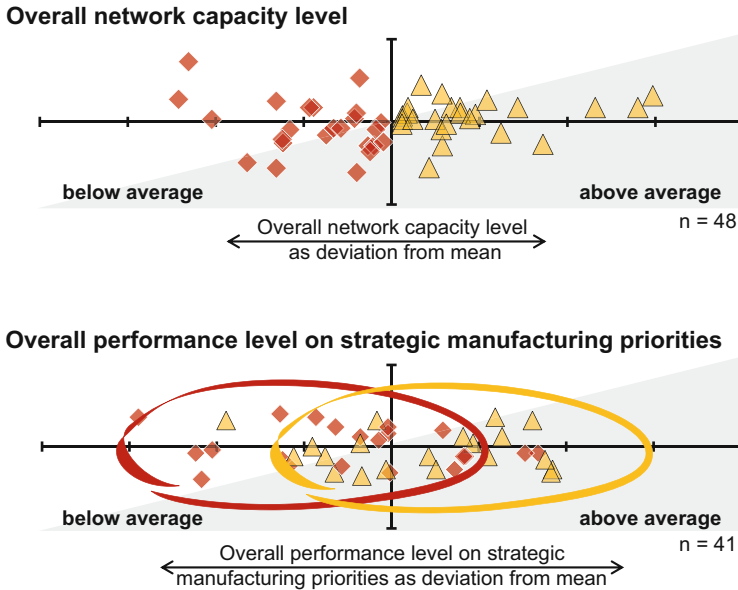 Overall network capacity level
below average
above average
n = 48
Overall network capacity level
as deviation from mean
Overall performance level on strategic manufacturing priorities
below average
above average
n = 41
Overall performance level on strategic
manufacturing priorities as deviation from mean